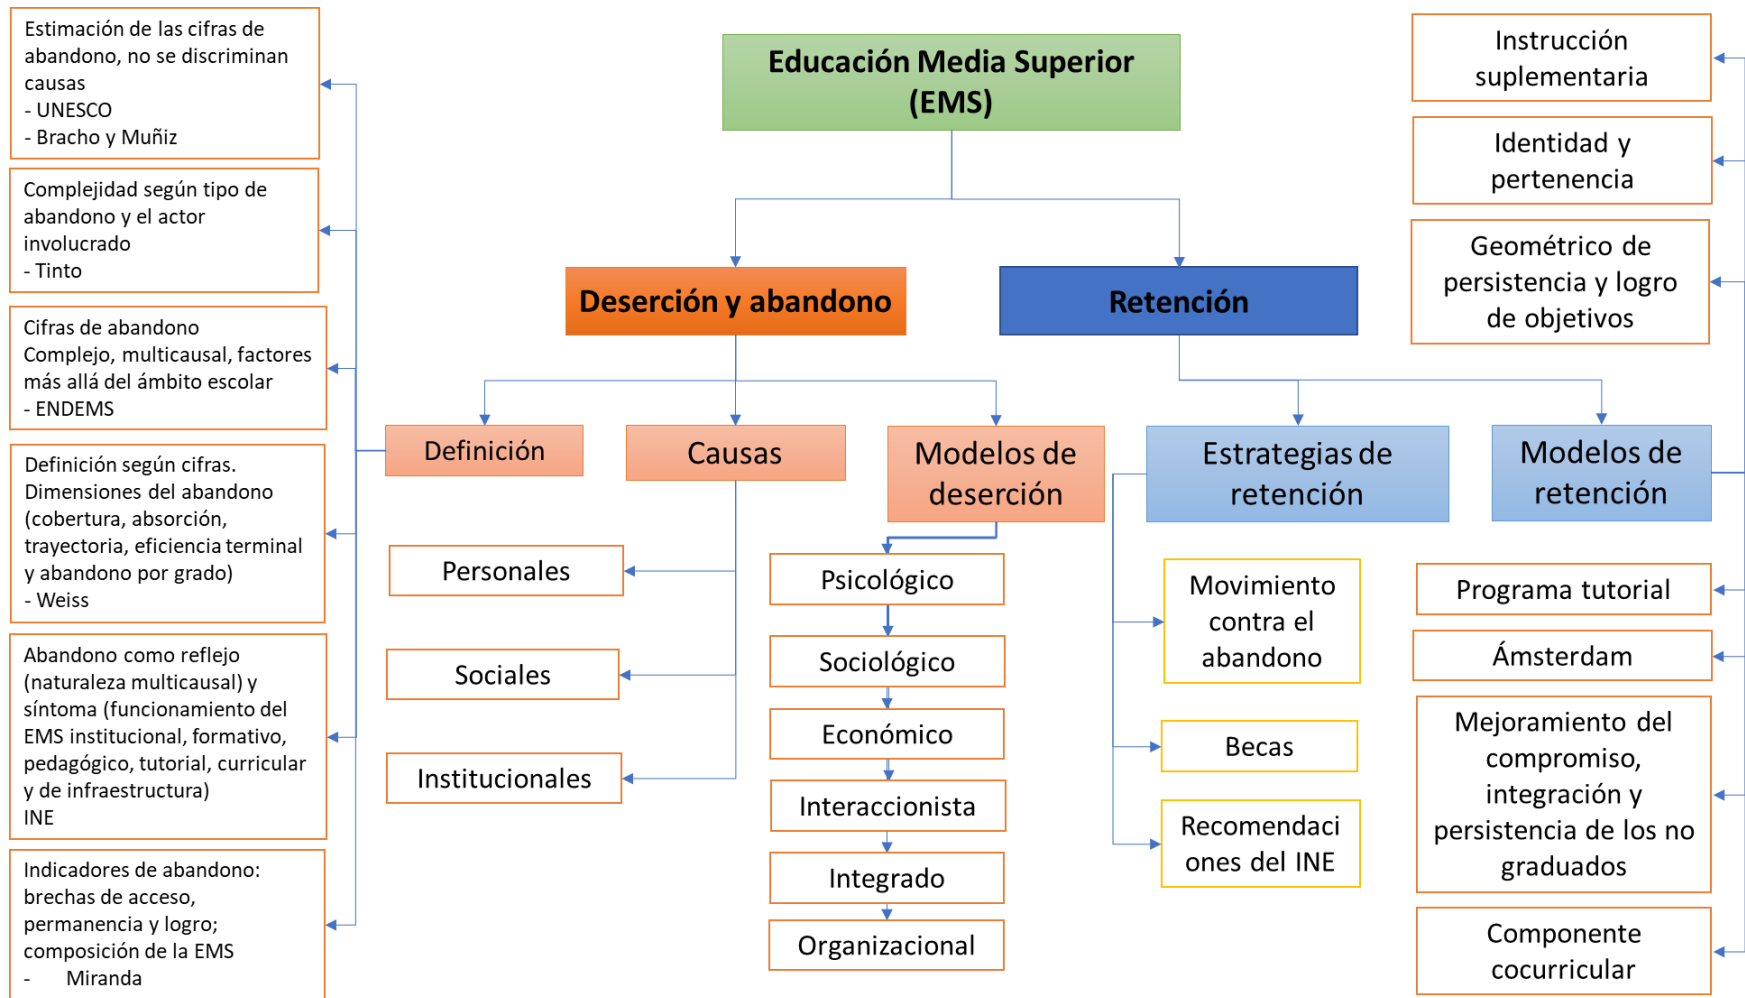 Educación Media Superior
(EMS)
Deserción y abandono
Retención
Definición
Causas
Modelos de
deserción
Estrategias de
retención
Modelos de
retención
Estimación de las cifras de
abandono, no se discriminan
causas
- UNESCO
- Bracho y Muñiz
Complejidad según tipo de
abandono y el actor
involucrado
- Tinto
Cifras de abandono
Complejo, multicausal, factores
más allá del ámbito escolar
- ENDEMS
Definición según cifras.
Dimensiones del abandono
(cobertura, absorción,
trayectoria, eficiencia terminal
y abandono por grado)
- Weiss
Abandono como reflejo
(naturaleza multicausal) y
síntoma (funcionamiento del
EMS institucional, formativo,
pedagógico, tutorial, curricular
y de infraestructura)
INE
Indicadores de abandono:
brechas de acceso,
permanencia y logro;
composición de la EMS
- Miranda
Personales
Sociales
Institucionales
Psicológico
Sociológico
Económico
Interaccionista
Integrado
Organizacional
Movimiento
contra el
abandono
Becas
Recomendaci
ones del INE
Instrucción
suplementaria
Identidad y
pertenencia
Geométrico de
persistencia y logro
de objetivos
Programa tutorial
Ámsterdam
Mejoramiento del
compromiso,
integración y
persistencia de los no
graduados
Componente
cocurricular